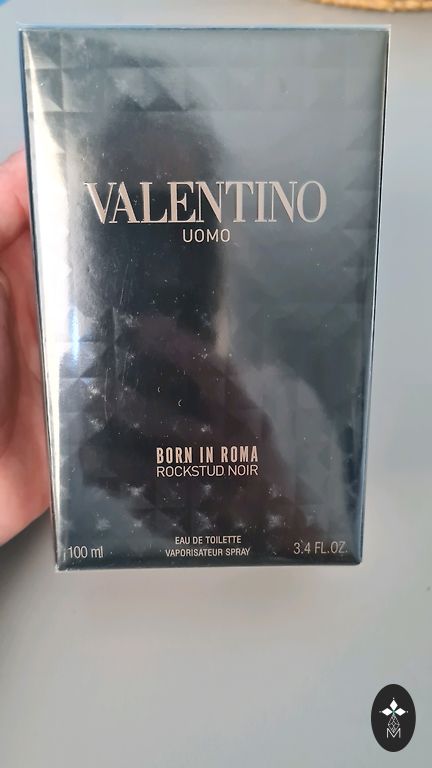 VALENTINO
UOMO
BORN IN ROMA
ROCKSTUD NOIR
EAU DE TOILETTE
VAPORISATEUR SPRAY
100 ml
3.4 FL.OZ.
M